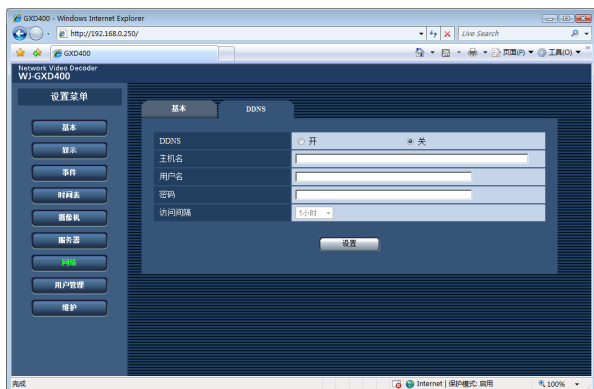 GXD400 - Windows Internet Explorer
http://192.168.0.250/
Live Search
GXD400
页面(P)
工具(O)
Network Video Decoder
WJ-GXD400
设置菜单
基本
显示
事件
时间表
摄像机
服务器
网络
用户管理
维护
基本
DDNS
DDNS
开
关
主机名
用户名
密码
访问间隔
1小时
设置
完成
Internet | 保护模式: 启用
100%